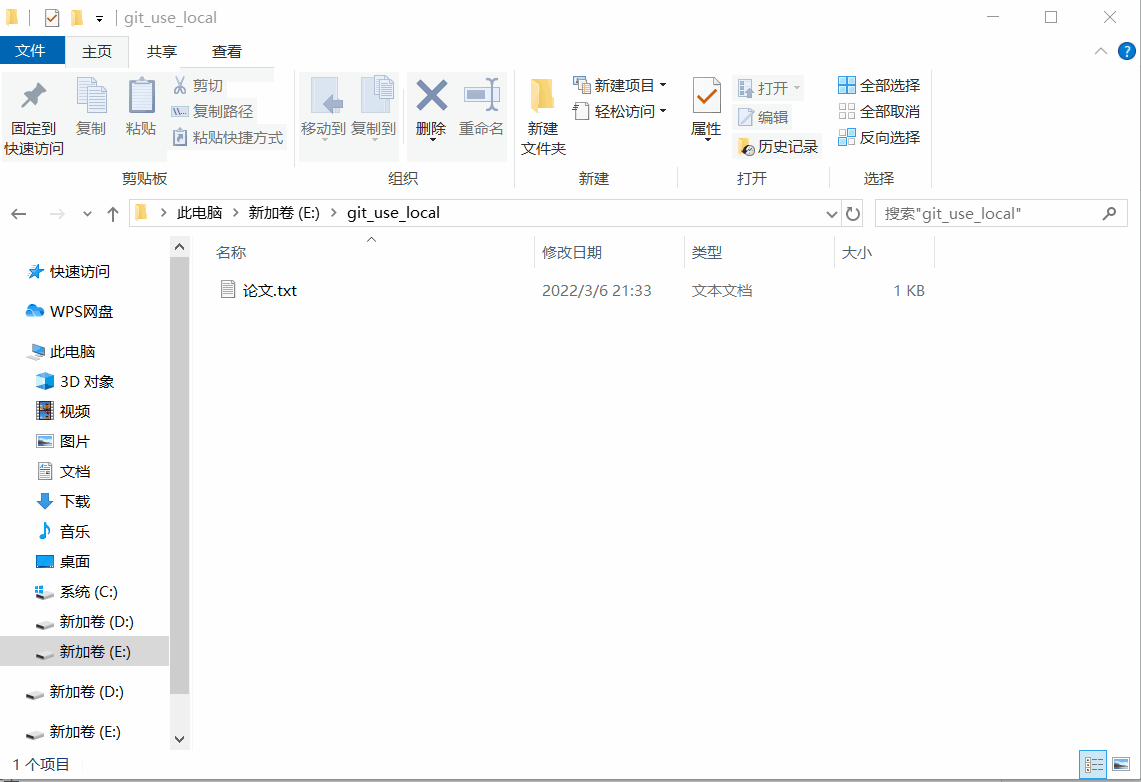 git_use_local
文件 主页 共享 查看
固定到快速访问
复制
粘贴
剪切
复制路径
粘贴快捷方式
剪贴板
移动到
复制到
删除
重命名
组织
新建文件夹
新建项目
轻松访问
新建
属性
打开
编辑
历史记录
打开
全部选择
全部取消
反向选择
选择
此电脑 > 新加卷 (E:) > git_use_local
搜索"git_use_local"
名称 修改日期 类型 大小
论文.txt 2022/3/6 21:33 文本文档 1 KB
快速访问
WPS网盘
此电脑
3D 对象
视频
图片
文档
下载
音乐
桌面
系统 (C:)
新加卷 (D:)
新加卷 (E:)
新加卷 (D:)
新加卷 (E:)
1 个项目